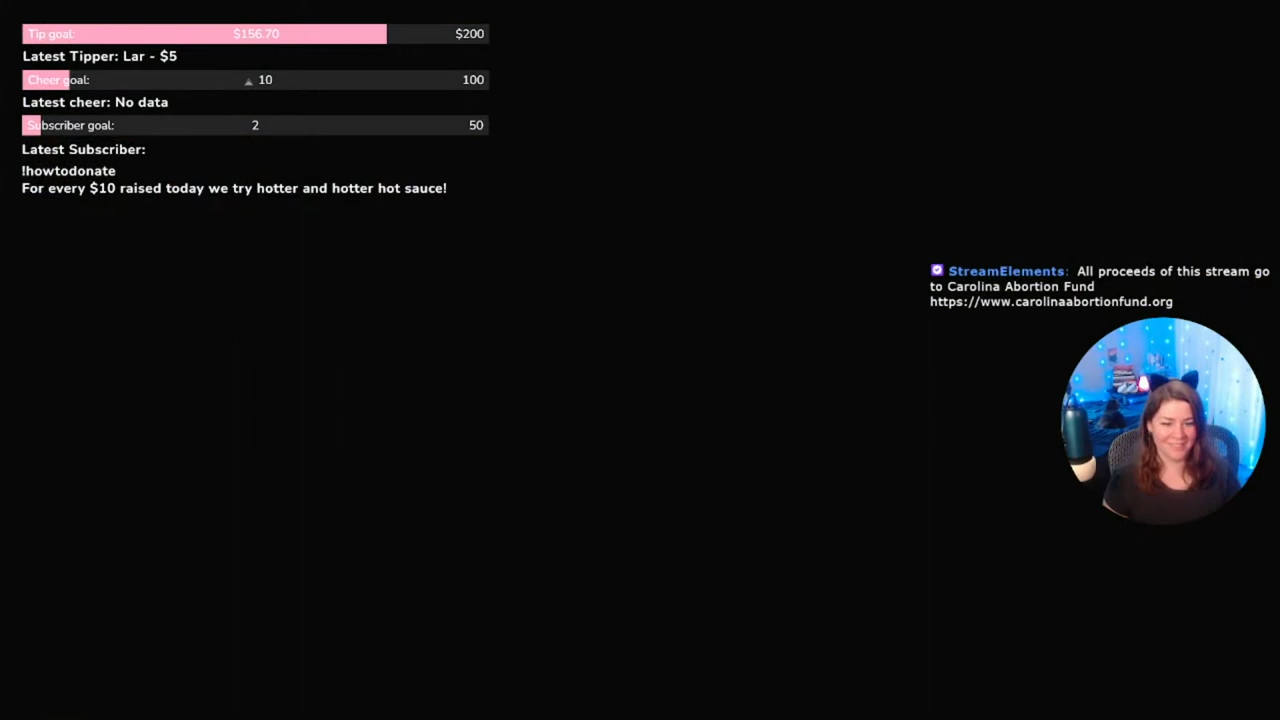 Tip goal: $156.70 $200
Latest Tipper: Lar - $5
Cheer goal: 10 100
Latest cheer: No data
Subscriber goal: 2 50
Latest Subscriber:
!howtodonate
For every $10 raised today we try hotter and hotter hot sauce!
StreamElements: All proceeds of this stream go
to Carolina Abortion Fund
https://www.carolinaabortionfund.org